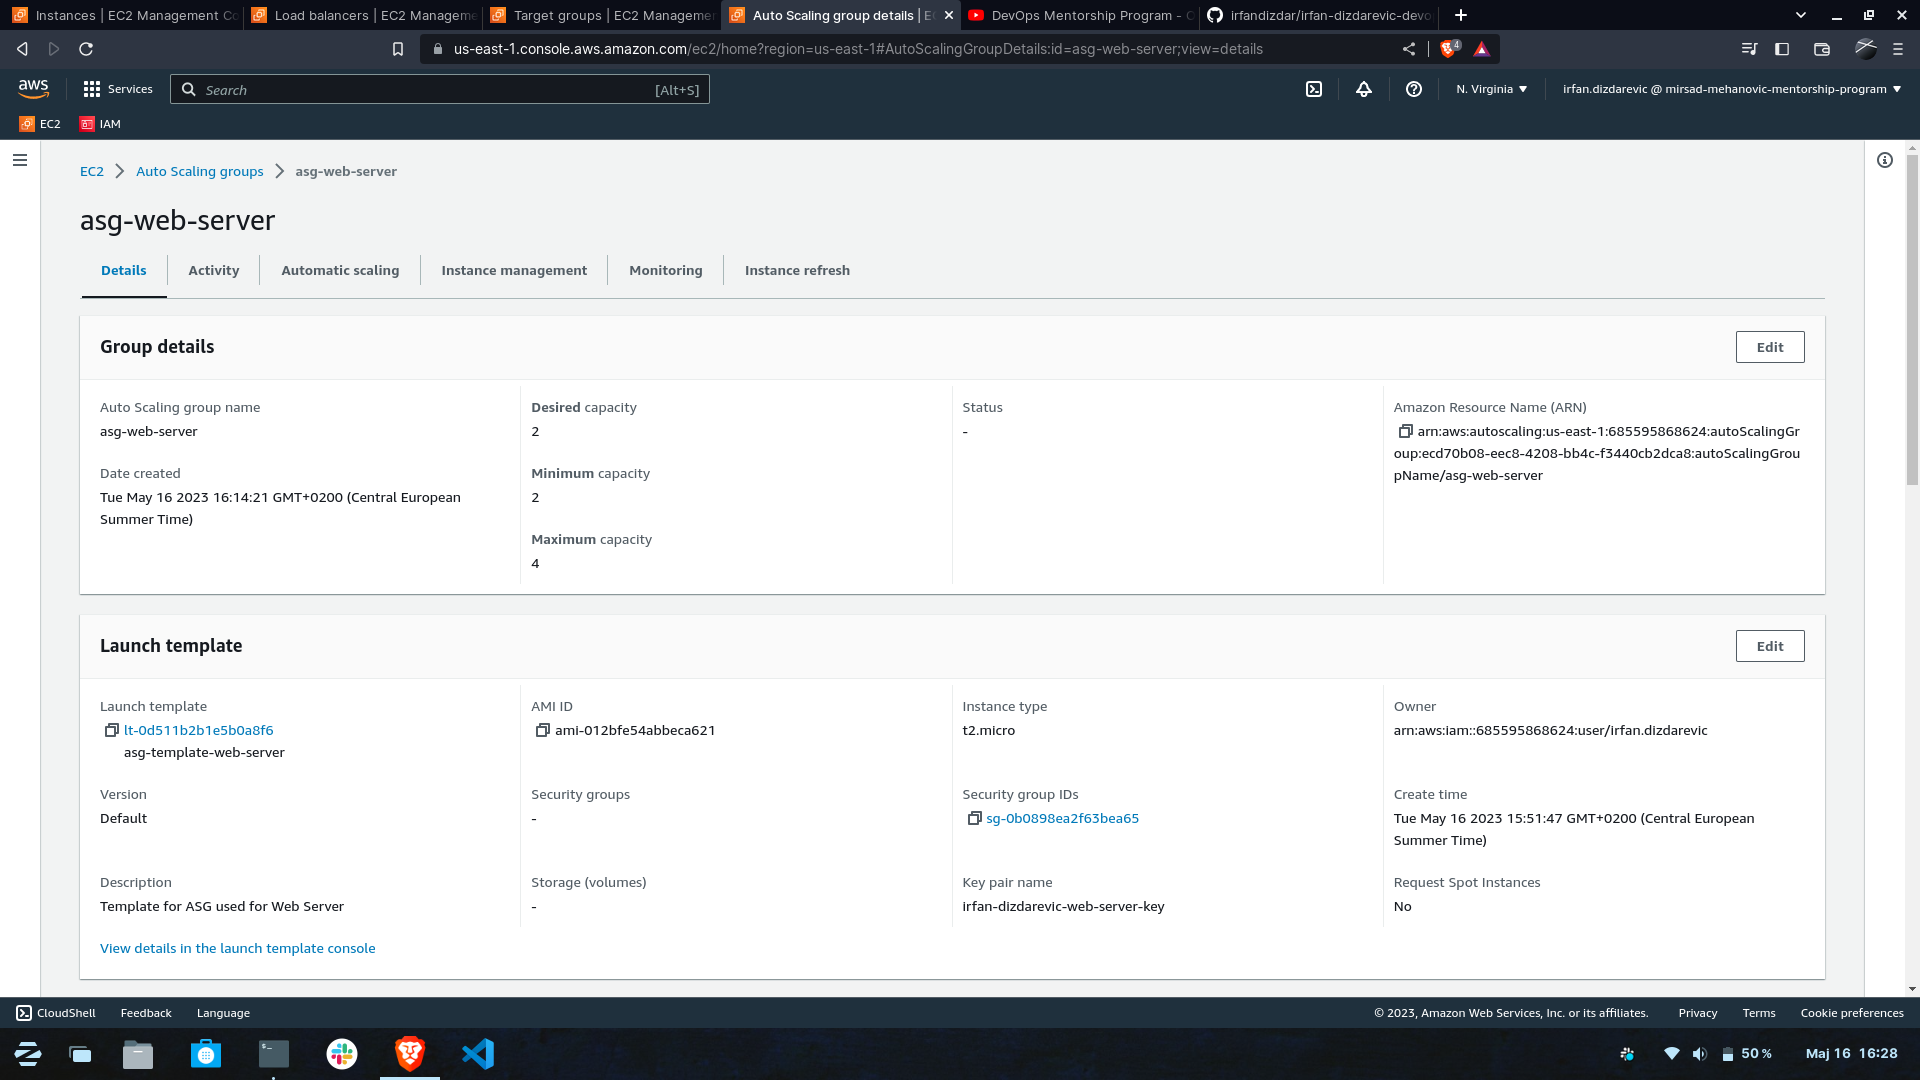 Instances | EC2 Management Co
Load balancers | EC2 Manageme
Target groups | EC2 Managemen
Auto Scaling group details | EC
DevOps Mentorship Program - 
irfandizdar/irfan-dizdarevic-devo
us-east-1.console.aws.amazon.com/ec2/home?region=us-east-1#AutoScalingGroupDetails:id=asg-web-server;view=details
4
aws
Services
Search
[Alt+S]
N. Virginia
irfan.dizdarevic @ mirsad-mehanovic-mentorship-program
EC2
IAM
EC2
Auto Scaling groups
asg-web-server
asg-web-server
Details
Activity
Automatic scaling
Instance management
Monitoring
Instance refresh
Group details
Edit
Auto Scaling group name
asg-web-server
Date created
Tue May 16 2023 16:14:21 GMT+0200 (Central European
Summer Time)
Desired capacity
2
Minimum capacity
2
Maximum capacity
4
Status
-
Amazon Resource Name (ARN)
arn:aws:autoscaling:us-east-1:685595868624:autoScalingGr
oup:ecd70b08-eec8-4208-bb4c-f3440cb2dca8:autoScalingGrou
pName/asg-web-server
Launch template
Edit
Launch template
lt-0d511b2b1e5b0a8f6
asg-template-web-server
AMI ID
ami-012bfe54abbeca621
Instance type
t2.micro
Owner
arn:aws:iam::685595868624:user/irfan.dizdarevic
Version
Default
Security groups
-
Security group IDs
sg-0b0898ea2f63bea65
Create time
Tue May 16 2023 15:51:47 GMT+0200 (Central European
Summer Time)
Description
Template for ASG used for Web Server
Storage (volumes)
-
Key pair name
irfan-dizdarevic-web-server-key
Request Spot Instances
No
View details in the launch template console
CloudShell
Feedback
Language
© 2023, Amazon Web Services, Inc. or its affiliates.
Privacy
Terms
Cookie preferences
50 %
Maj 16 16:28